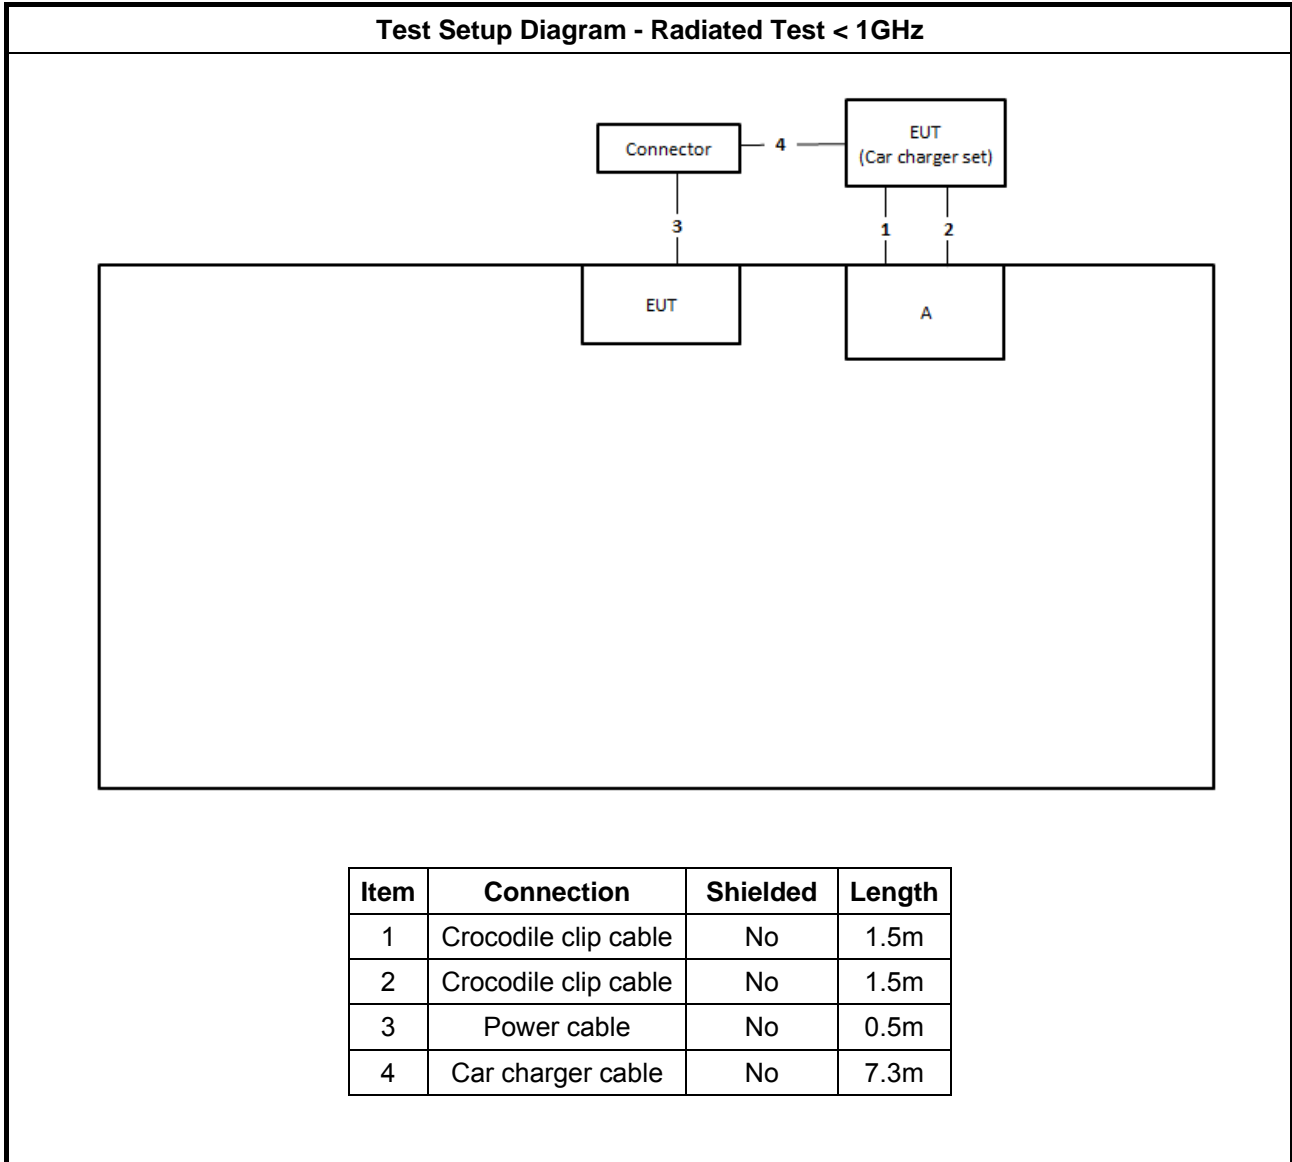 Test Setup Diagram - Radiated Test < 1GHz
EUT
(Car charger set)
Connector
4
3
1 2
EUT
A
Item Connection Shielded Length
1 Crocodile clip cable No 1.5m
2 Crocodile clip cable No 1.5m
3 Power cable No 0.5m
4 Car charger cable No 7.3m